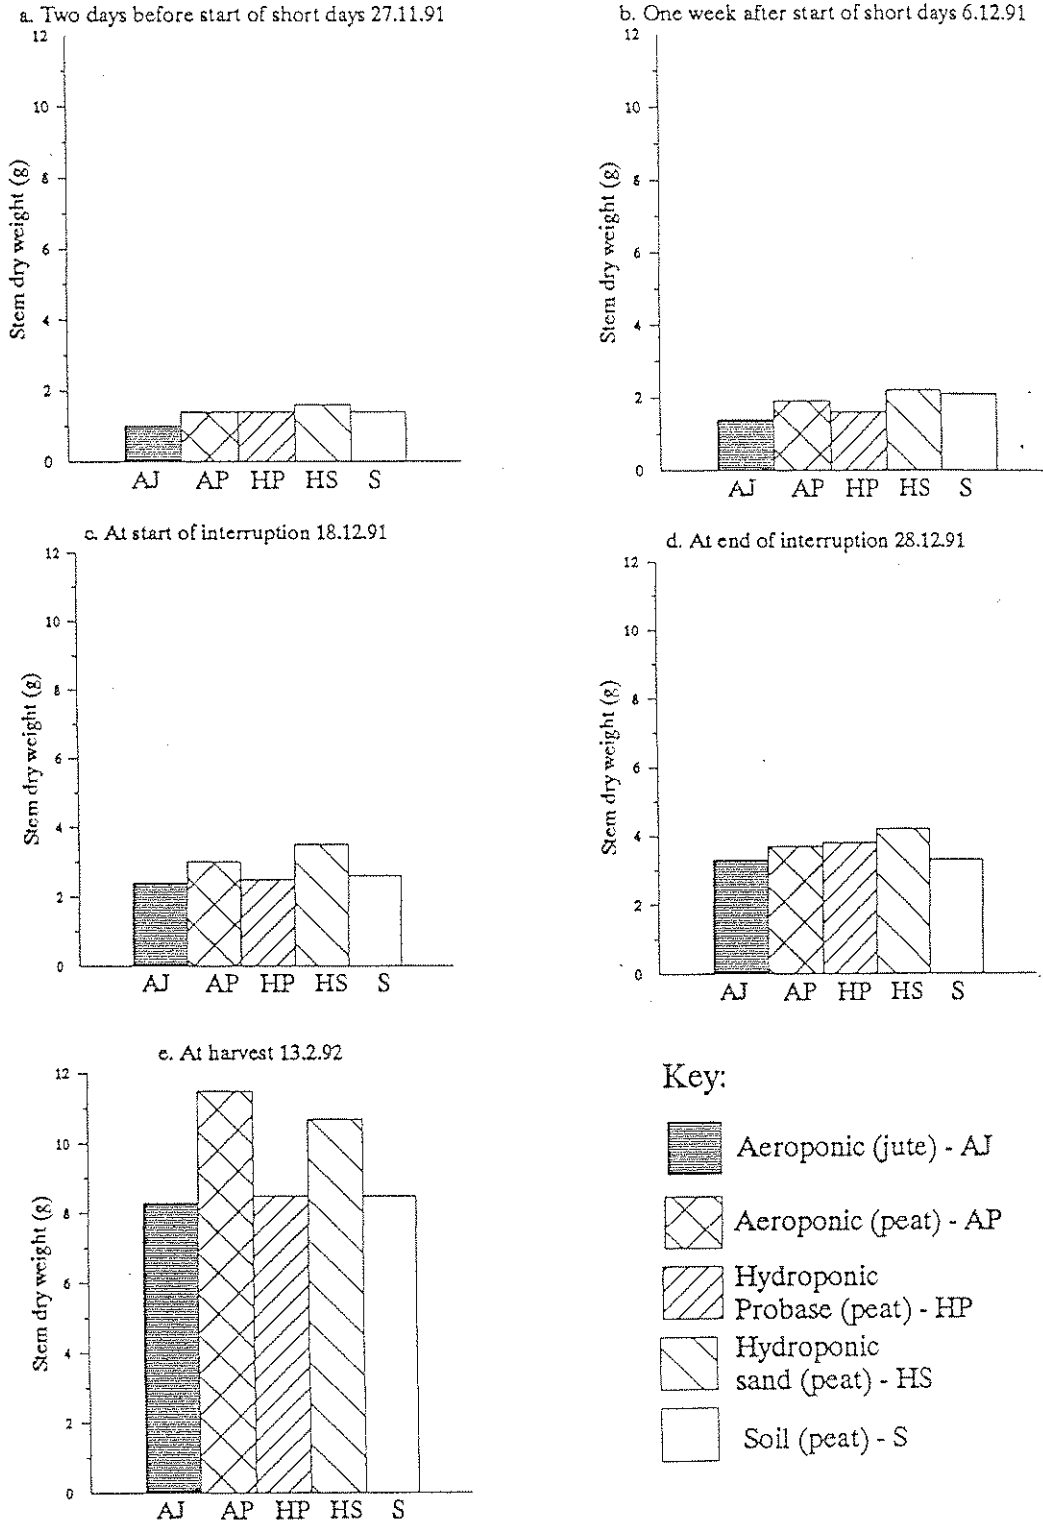 a. Two days before start of short days 27.11.91
12
10
8
6
4
2
0
Stem dry weight (g)
AJ AP HP HS S
b. One week after start of short days 6.12.91
12
10
8
6
4
2
0
Stem dry weight (g)
AJ AP HP HS S
c. At start of interruption 18.12.91
12
10
8
6
4
2
0
Stem dry weight (g)
AJ AP HP HS S
d. At end of interruption 28.12.91
12
10
8
6
4
2
0
Stem dry weight (g)
AJ AP HP HS S
e. At harvest 13.2.92
12
10
8
6
4
2
0
Stem dry weight (g)
AJ AP HP HS S
Key:
Aeroponic (jute) - AJ
Aeroponic (peat) - AP
Hydroponic
Probase (peat) - HP
Hydroponic
sand (peat) - HS
Soil (peat) - S